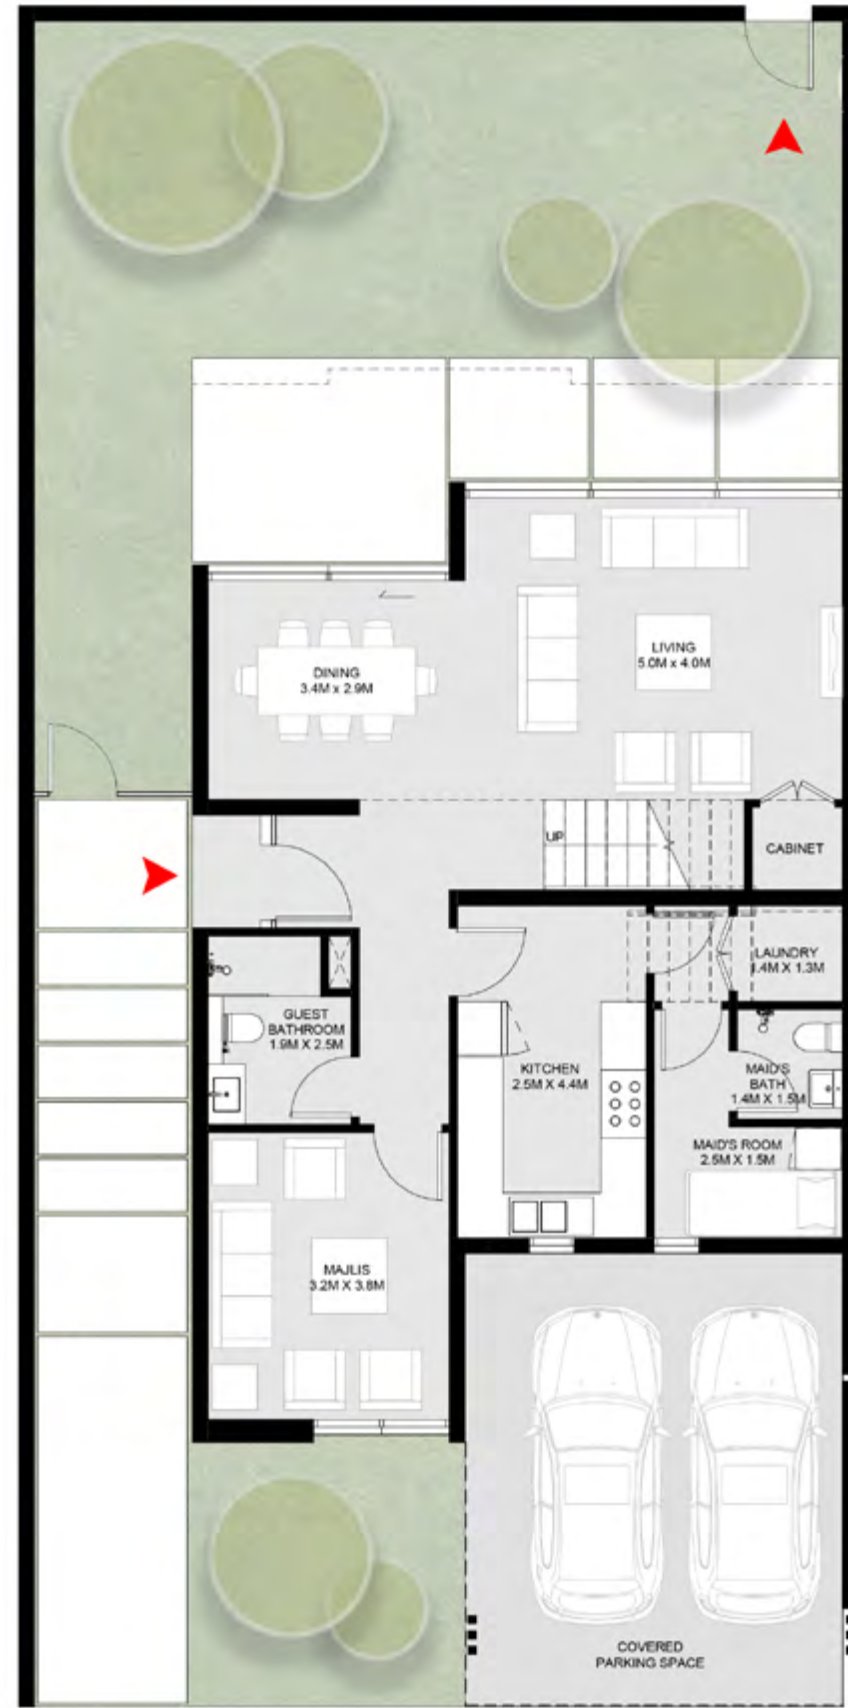 LIVING
5.0M x 4.0M
DINING
3.4M x 2.9M
UP
CABINET
LAUNDRY
1.4M X 1.3M
GUEST
BATHROOM
1.9M X 2.5M
KITCHEN
2.5M X 4.4M
MAID'S
BATH
1.4M X 1.5M
MAID'S ROOM
2.5M X 1.5M
MAJLIS
3.2M X 3.8M
COVERED
PARKING SPACE